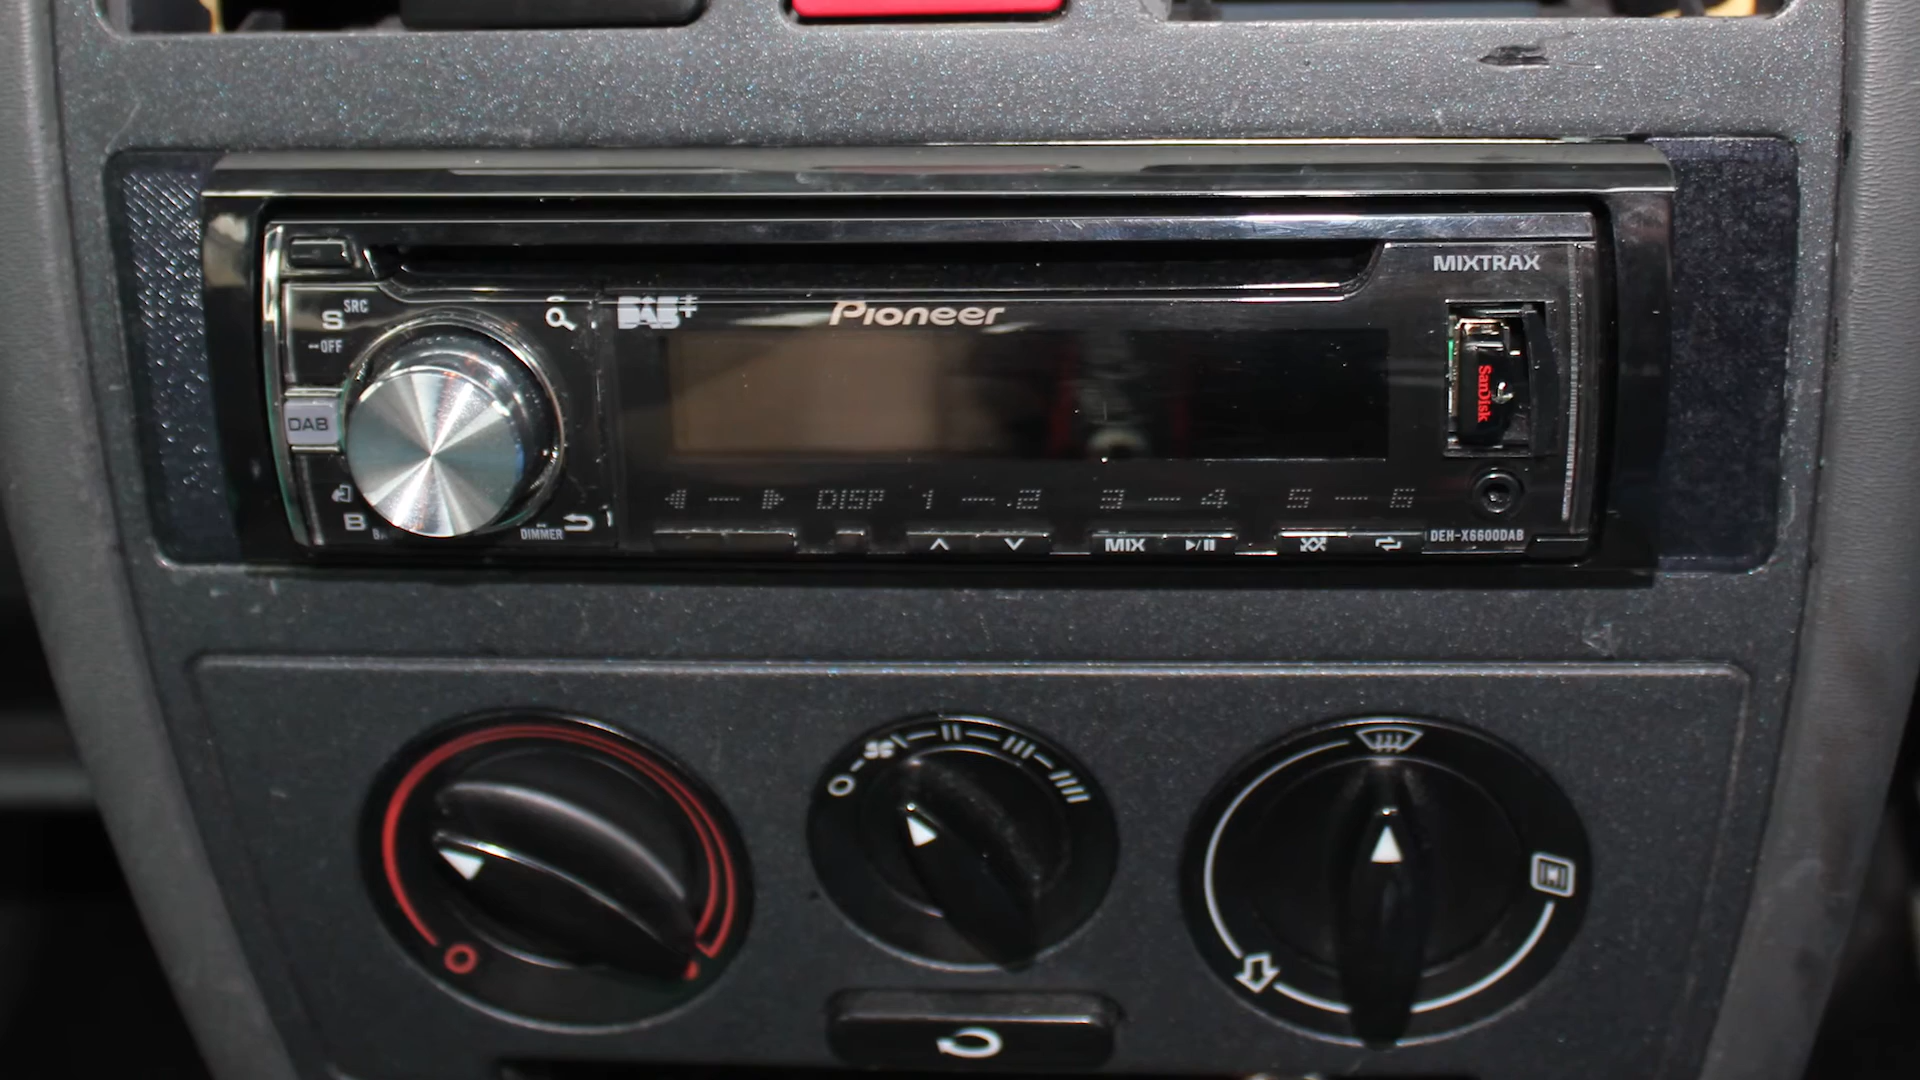 MIXTRAX
SRC
S
OFF
DAB+
Pioneer
DAB
SanDisk
DISP 1 2 3 4 5 6
B
DIMMER
MIX
DEH-X6600DAB